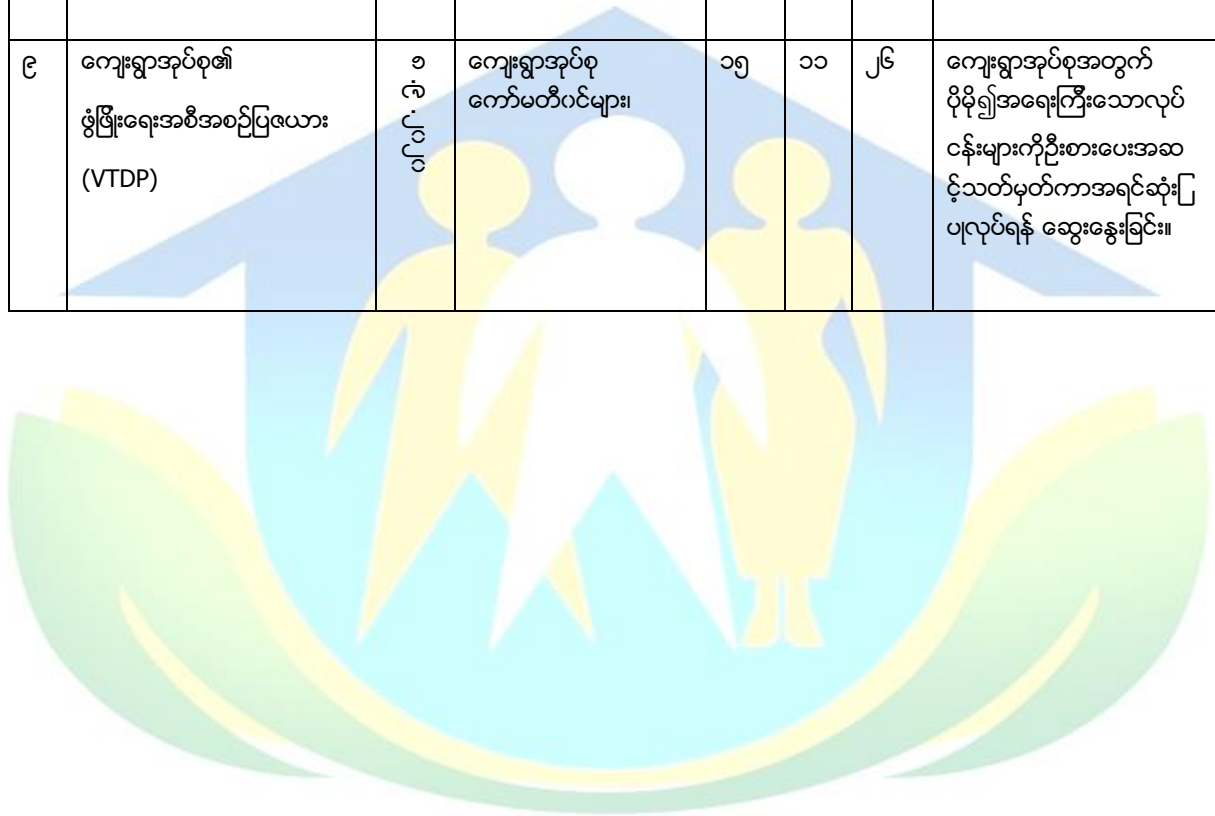 ၉
ကျေးရွာအုပ်စု၏
ဖွံ့ဖြိုးရေးအစီအစဉ်ပြဇယား
(VTDP)
ကျေးရွာအုပ်စု
ကော်မတီဝင်များ၊
၁၅
၁၁
၂၆
ကျေးရွာအုပ်စုအတွက်
ပိုမို၍အရေးကြီးသောလုပ်
ငန်းများကိုဦးစားပေးအဆ
င့်သတ်မှတ်ကာအရင်ဆုံးပြ
ုလုပ်ရန် ဆွေးနွေးခြင်း။